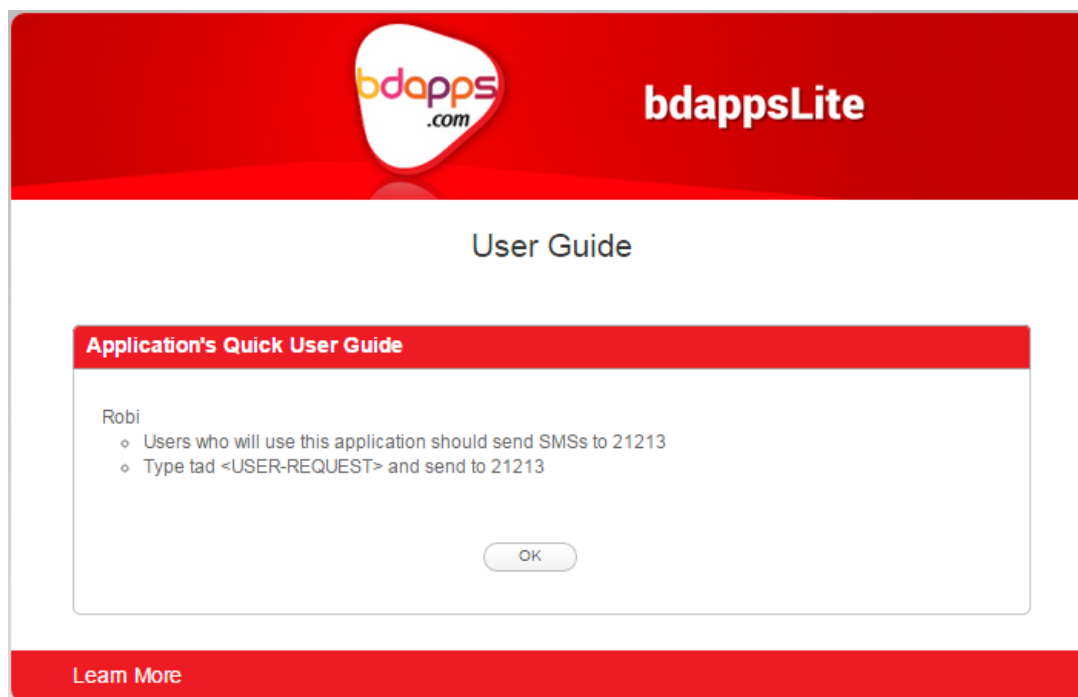 bdapps
.com
bdappsLite
User Guide
Application's Quick User Guide
Robi
Users who will use this application should send SMSs to 21213
Type tad <USER-REQUEST> and send to 21213
OK
Learn More